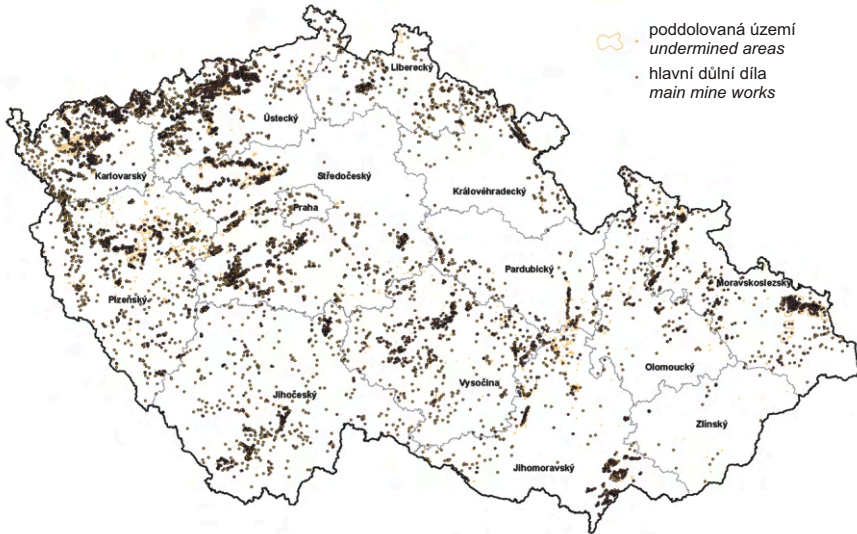 poddolovaná území
undermined areas
hlavní důlní díla
main mine works
Liberecký
Ústecký
Karlovarský
Středočeský
Královéhradecký
Praha
Pardubický
Moravskoslezský
Plzeňský
Olomoucký
Vysočina
Jihočeský
Zlínský
Jihomoravský